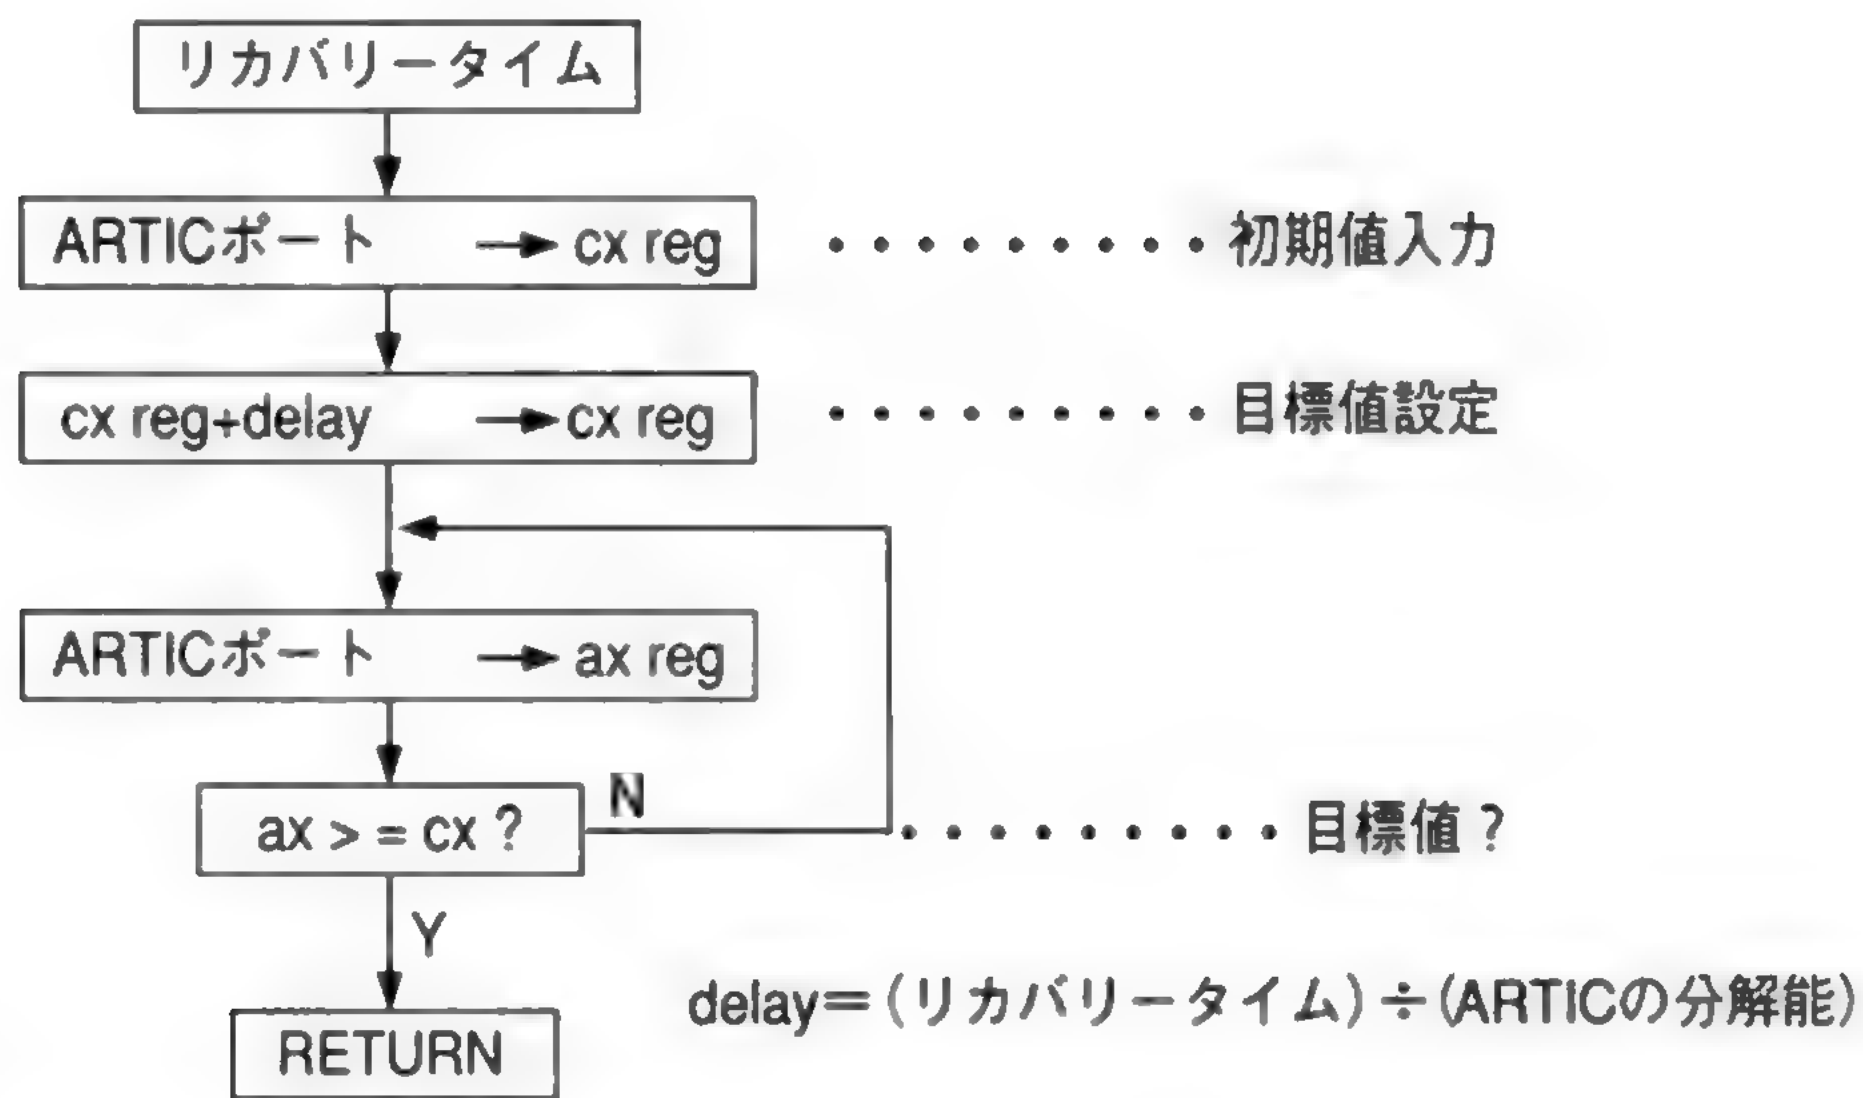 リカバリータイム
ARTICポート → cx reg ········· 初期値入力
cx reg+delay → cx reg ········· 目標値設定
ARTICポート → ax reg
ax > = cx ? N ········· 目標値?
Y
delay=(リカバリータイム)÷(ARTICの分解能)
RETURN